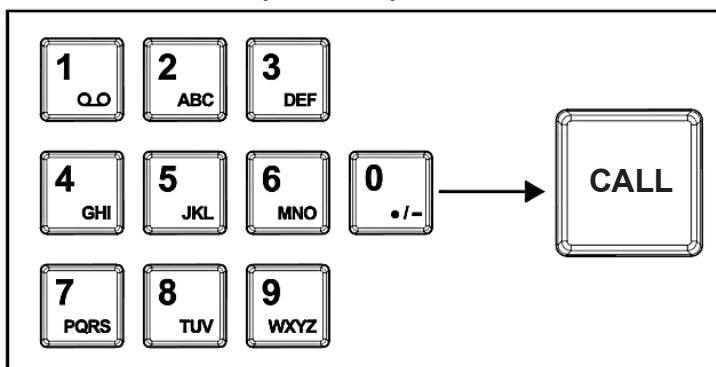 1 2 3
ABC DEF
4 5 6 0 CALL
GHI JKL MNO •/–
7 8 9
PQRS TUV WXYZ